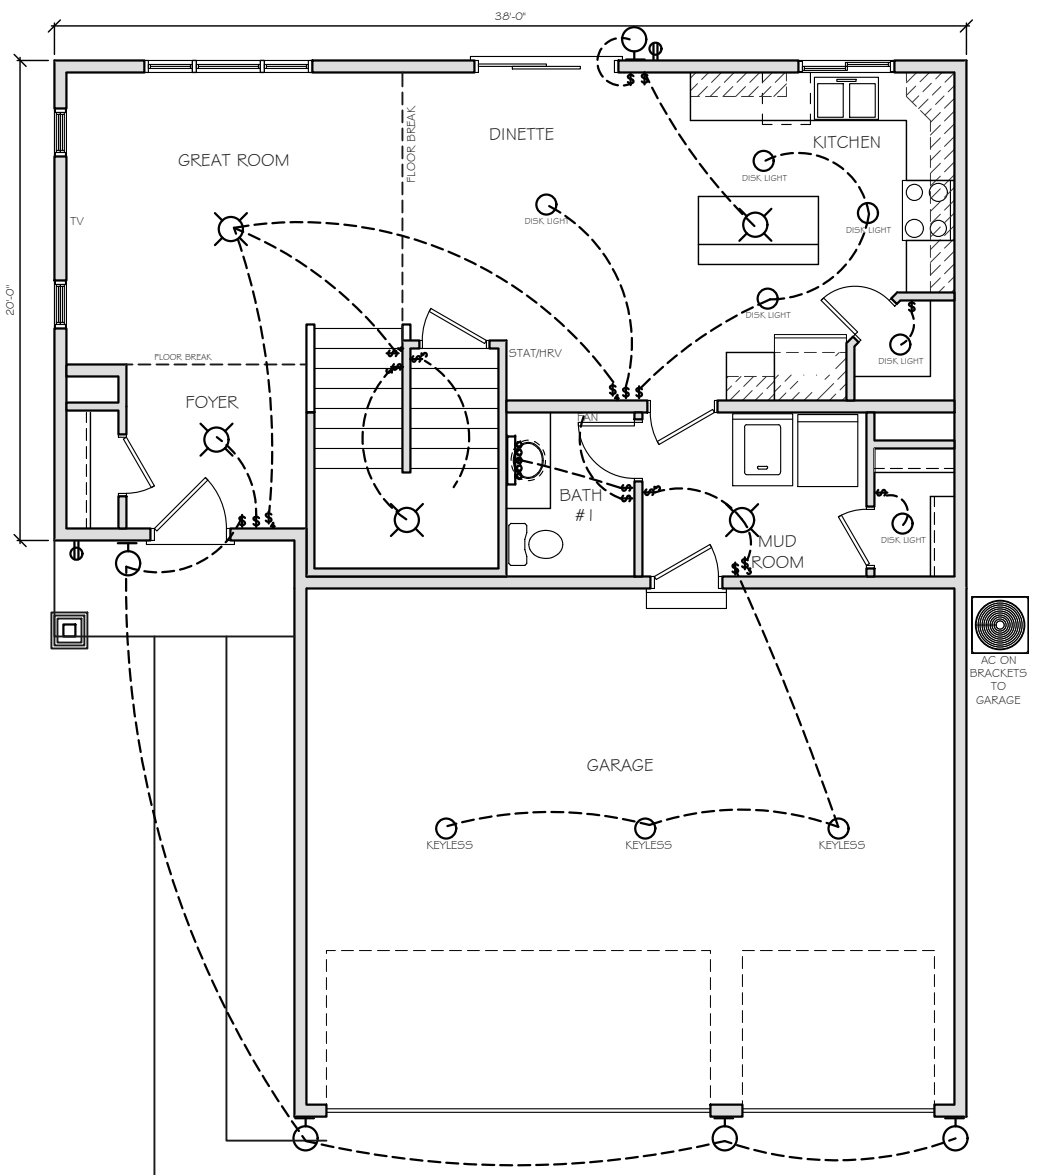 38'-0"
20'-0"
GREAT ROOM
FLOOR BREAK
DINETTE
KITCHEN
DISK LIGHT
DISK LIGHT
DISK LIGHT
TV
DISK LIGHT
FLOOR BREAK
STAT/HRV
DISK LIGHT
FOYER
FAN
BATH
#1
MUD
ROOM
DISK LIGHT
AC ON
BRACKETS
TO
GARAGE
GARAGE
KEYLESS
KEYLESS
KEYLESS